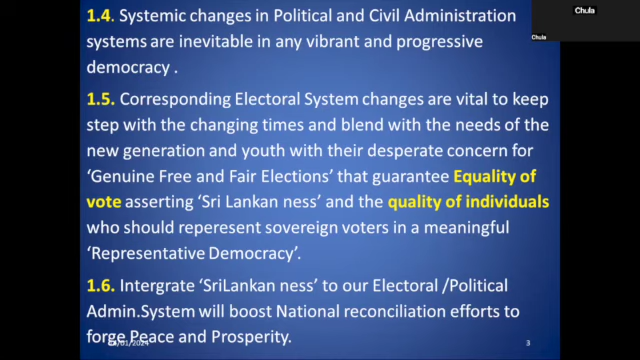 Chula
Chula
1.4. Systemic changes in Political and Civil Administration
systems are inevitable in any vibrant and progressive
democracy .
1.5. Corresponding Electoral System changes are vital to keep
step with the changing times and blend with the needs of the
new generation and youth with their desperate concern for
‘Genuine Free and Fair Elections’ that guarantee Equality of
vote asserting ‘Sri Lankan ness’ and the quality of individuals
who should reperesent sovereign voters in a meaningful
‘Representative Democracy’.
1.6. Intergrate ‘SriLankan ness’ to our Electoral /Political
Admin.System will boost National reconciliation efforts to
forge Peace and Prosperity.
/01/2024
3